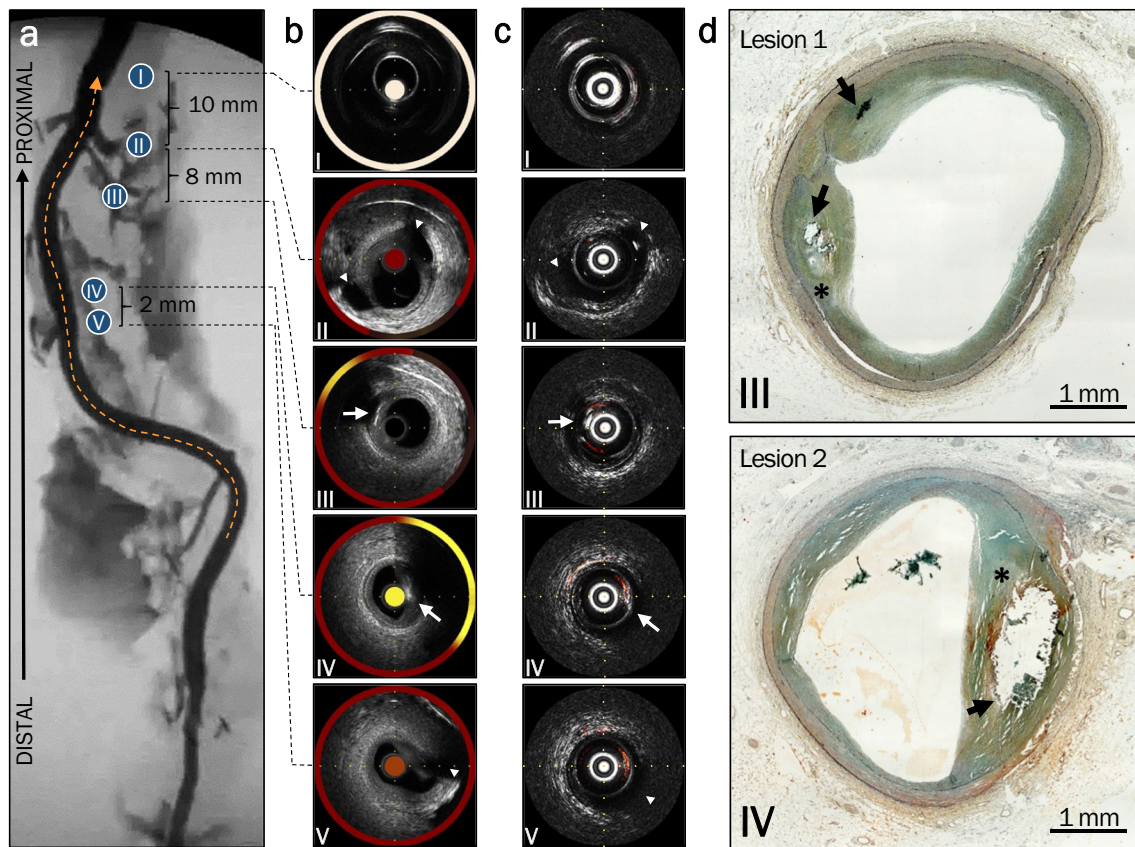 a
b
c
d
PROXIMAL
DISTAL
I
10 mm
II
8 mm
III
IV
2 mm
V
I
II
III
IV
V
I
II
III
IV
V
Lesion 1
III
1 mm
Lesion 2
IV
1 mm